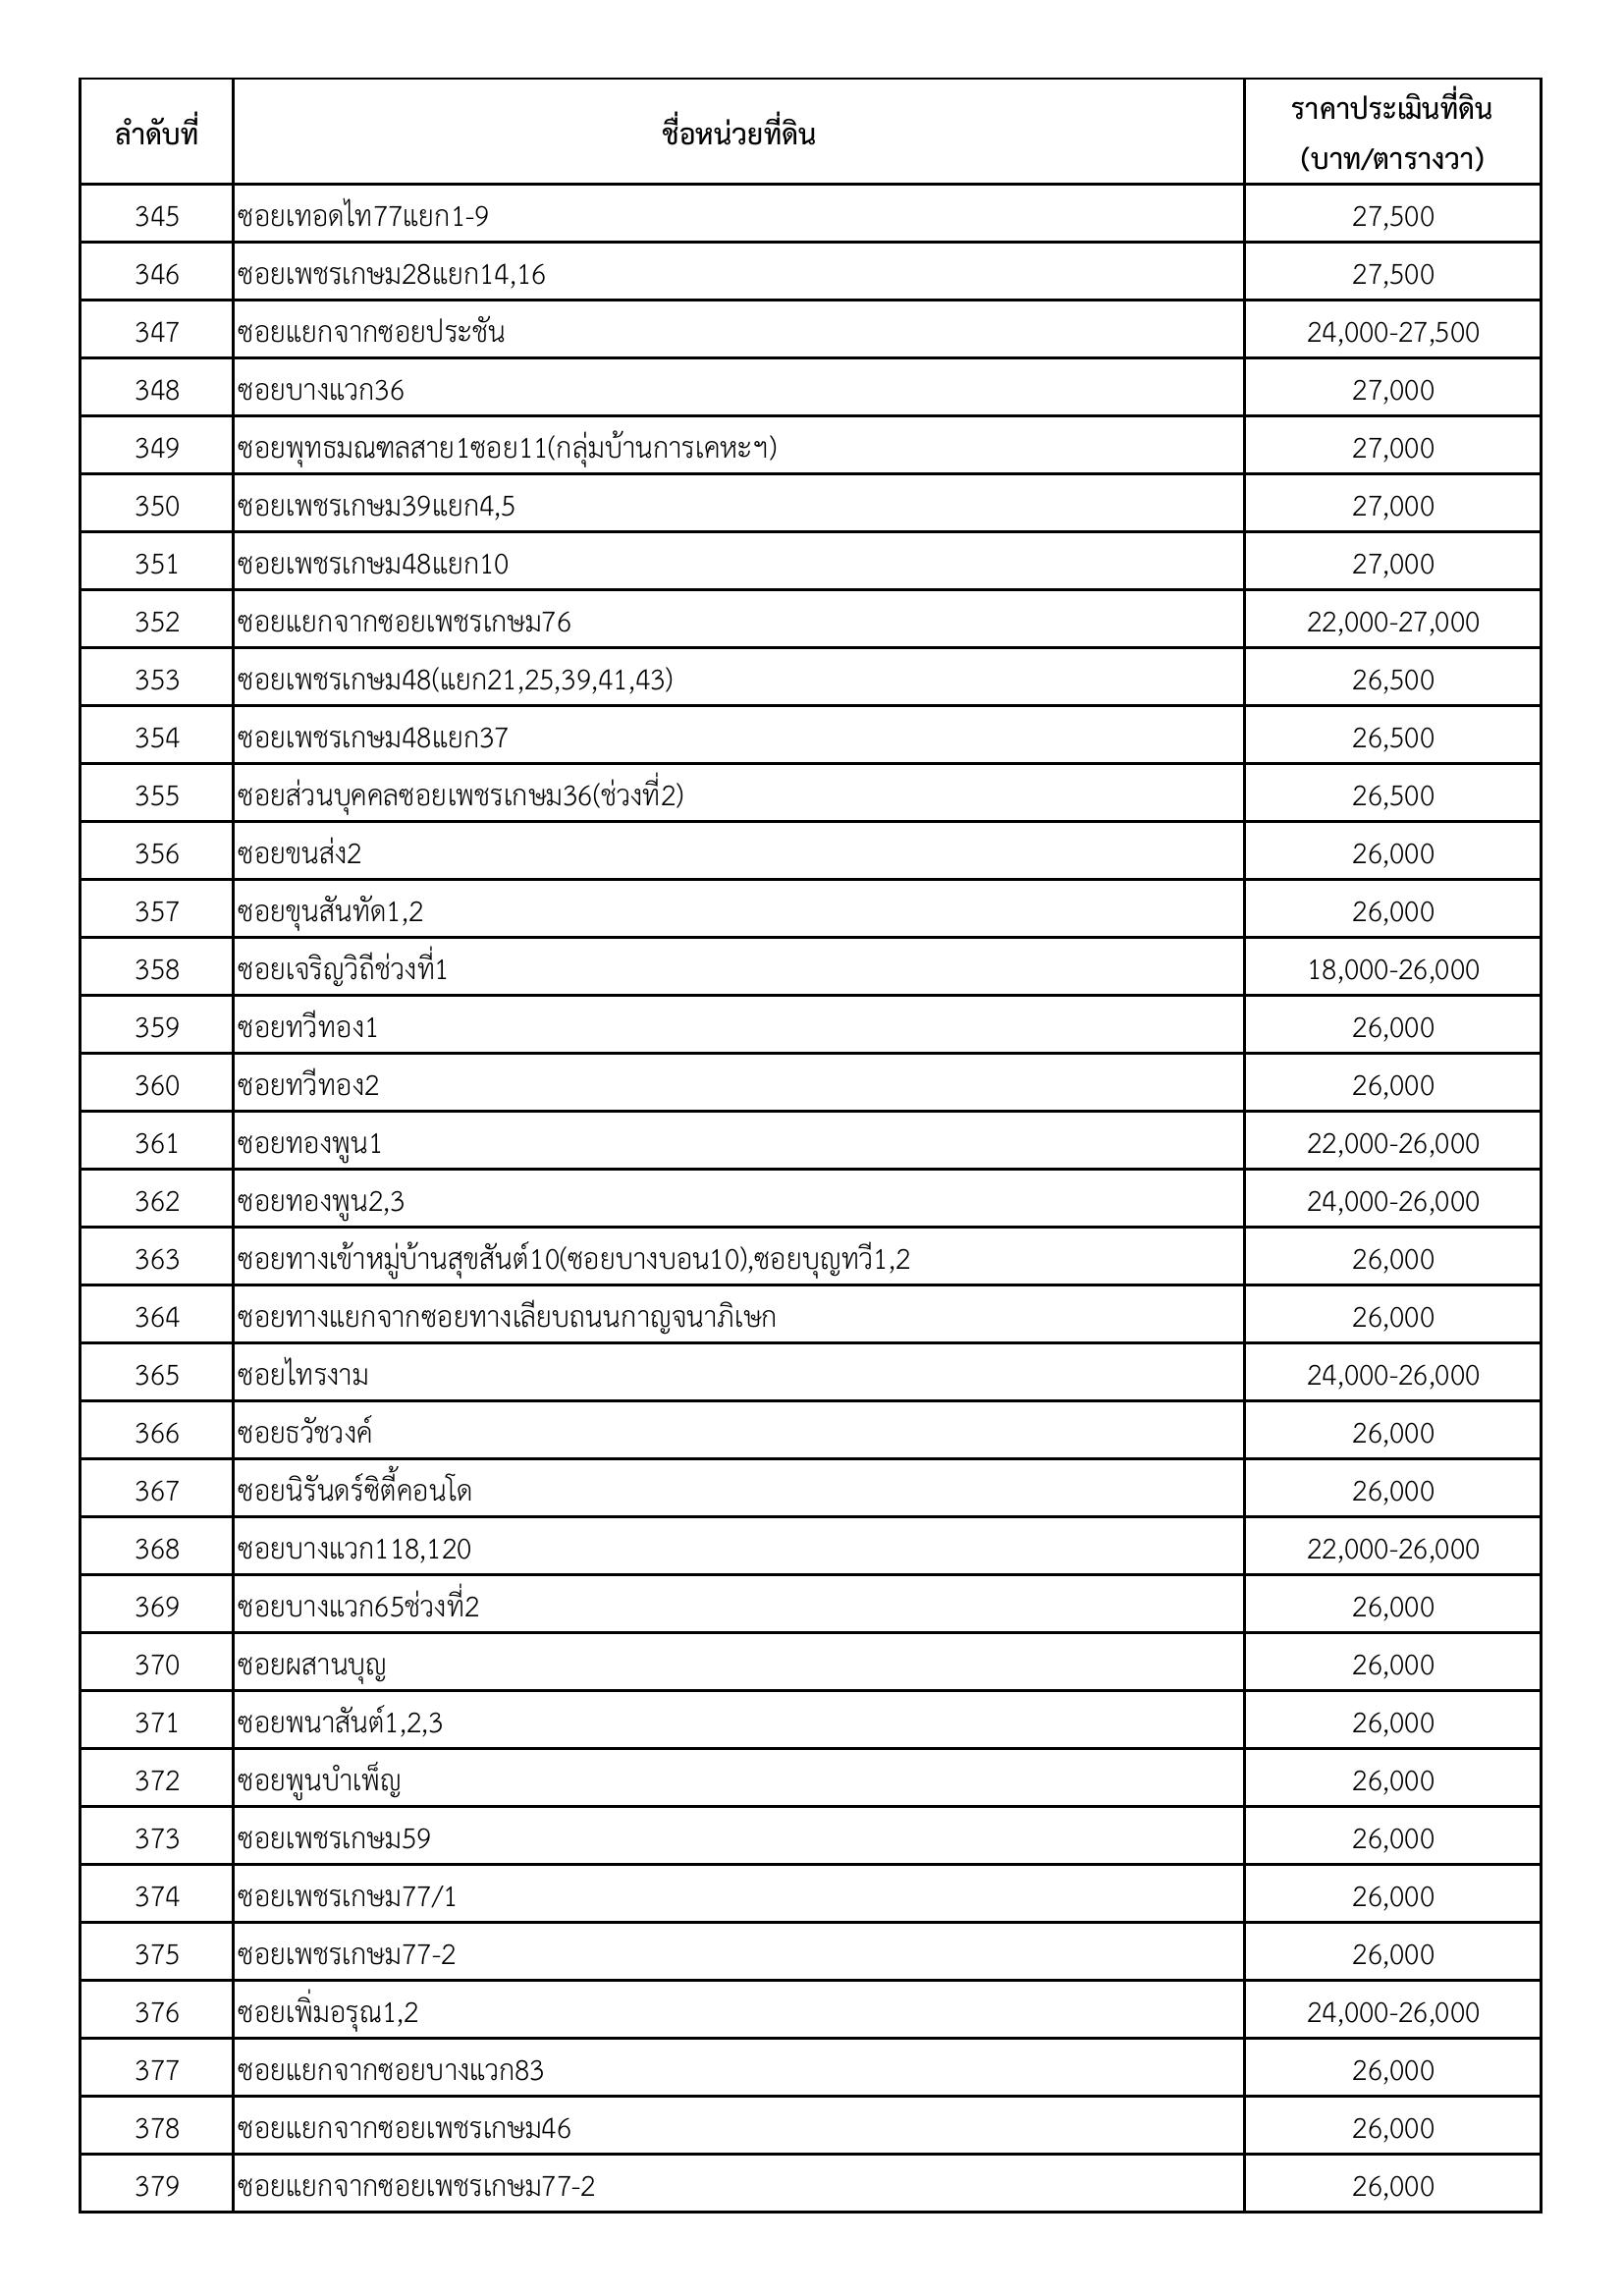 ลำดับที่ ชื่อหน่วยที่ดิน ราคาประเมินที่ดิน (บาท/ตารางวา)
345 ซอยเทอดไท77แยก1-9 27,500
346 ซอยเพชรเกษม28แยก14,16 27,500
347 ซอยแยกจากซอยประชัน 24,000-27,500
348 ซอยบางแวก36 27,000
349 ซอยพุทธมณฑลสาย1ซอย11(กลุ่มบ้านการเคหะฯ) 27,000
350 ซอยเพชรเกษม39แยก4,5 27,000
351 ซอยเพชรเกษม48แยก10 27,000
352 ซอยแยกจากซอยเพชรเกษม76 22,000-27,000
353 ซอยเพชรเกษม48(แยก21,25,39,41,43) 26,500
354 ซอยเพชรเกษม48แยก37 26,500
355 ซอยส่วนบุคคลซอยเพชรเกษม36(ช่วงที่2) 26,500
356 ซอยขนส่ง2 26,000
357 ซอยขุนสันทัด1,2 26,000
358 ซอยเจริญวิถีช่วงที่1 18,000-26,000
359 ซอยทวีทอง1 26,000
360 ซอยทวีทอง2 26,000
361 ซอยทองพูน1 22,000-26,000
362 ซอยทองพูน2,3 24,000-26,000
363 ซอยทางเข้าหมู่บ้านสุขสันต์10(ซอยบางบอน10),ซอยบุญทวี1,2 26,000
364 ซอยทางแยกจากซอยทางเลียบถนนกาญจนาภิเษก 26,000
365 ซอยไทรงาม 24,000-26,000
366 ซอยธวัชวงค์ 26,000
367 ซอยนิรันดร์ซิตี้คอนโด 26,000
368 ซอยบางแวก118,120 22,000-26,000
369 ซอยบางแวก65ช่วงที่2 26,000
370 ซอยผสานบุญ 26,000
371 ซอยพนาสันต์1,2,3 26,000
372 ซอยพูนบำเพ็ญ 26,000
373 ซอยเพชรเกษม59 26,000
374 ซอยเพชรเกษม77/1 26,000
375 ซอยเพชรเกษม77-2 26,000
376 ซอยเพิ่มอรุณ1,2 24,000-26,000
377 ซอยแยกจากซอยบางแวก83 26,000
378 ซอยแยกจากซอยเพชรเกษม46 26,000
379 ซอยแยกจากซอยเพชรเกษม77-2 26,000